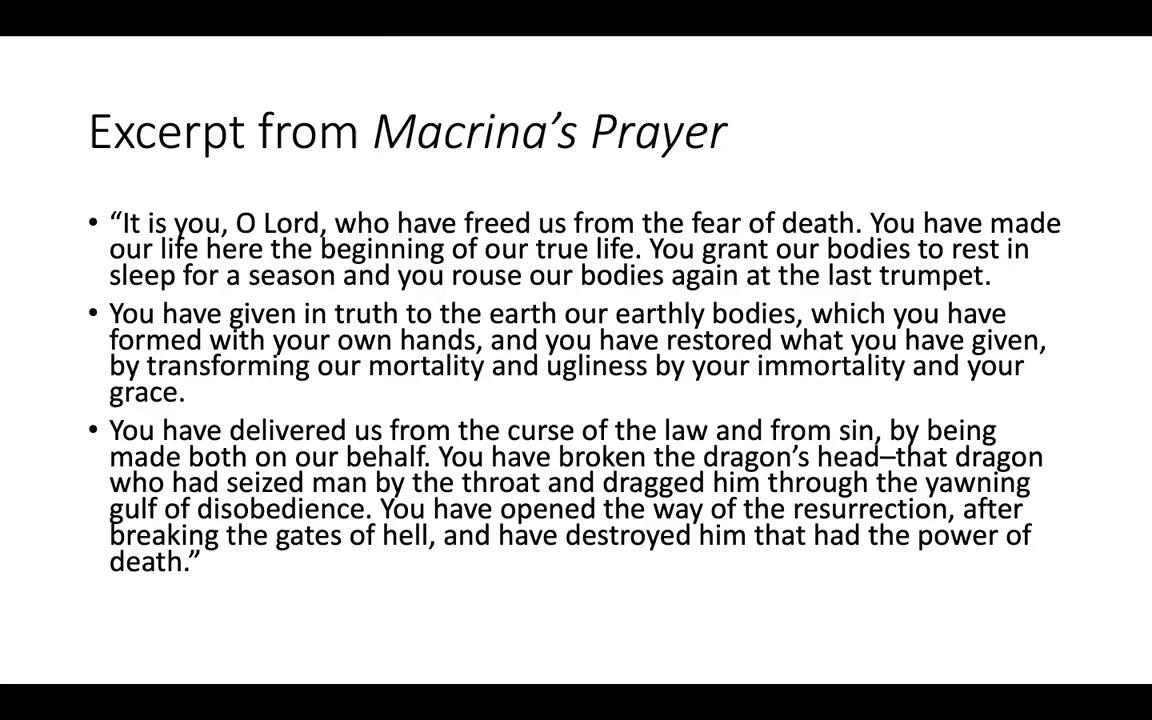 Excerpt from Macrina’s Prayer
• “It is you, O Lord, who have freed us from the fear of death. You have made
our life here the beginning of our true life. You grant our bodies to rest in
sleep for a season and you rouse our bodies again at the last trumpet.
• You have given in truth to the earth our earthly bodies, which you have
formed with your own hands, and you have restored what you have given,
by transforming our mortality and ugliness by your immortality and your
grace.
• You have delivered us from the curse of the law and from sin, by being
made both on our behalf. You have broken the dragon’s head–that dragon
who had seized man by the throat and dragged him through the yawning
gulf of disobedience. You have opened the way of the resurrection, after
breaking the gates of hell, and have destroyed him that had the power of
death.”